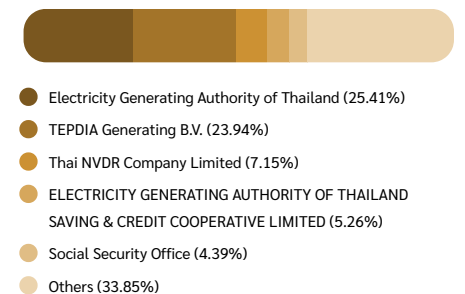 Electricity Generating Authority of Thailand (25.41%)
TEPDIA Generating B.V. (23.94%)
Thai NVDR Company Limited (7.15%)
ELECTRICITY GENERATING AUTHORITY OF THAILAND
SAVING & CREDIT COOPERATIVE LIMITED (5.26%)
Social Security Office (4.39%)
Others (33.85%)